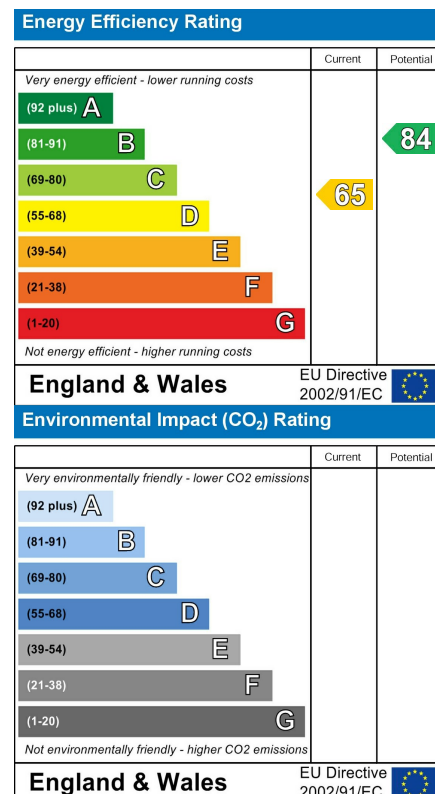 Energy Efficiency Rating
Current Potential
Very energy efficient - lower running costs
(92 plus) A
(81-91) B
84
(69-80) C
65
(55-68) D
(39-54) E
(21-38) F
(1-20) G
Not energy efficient - higher running costs
England & Wales
EU Directive
2002/91/EC
Environmental Impact (CO₂) Rating
Current Potential
Very environmentally friendly - lower CO2 emissions
(92 plus) A
(81-91) B
(69-80) C
(55-68) D
(39-54) E
(21-38) F
(1-20) G
Not environmentally friendly - higher CO2 emissions
England & Wales
EU Directive
2002/91/EC